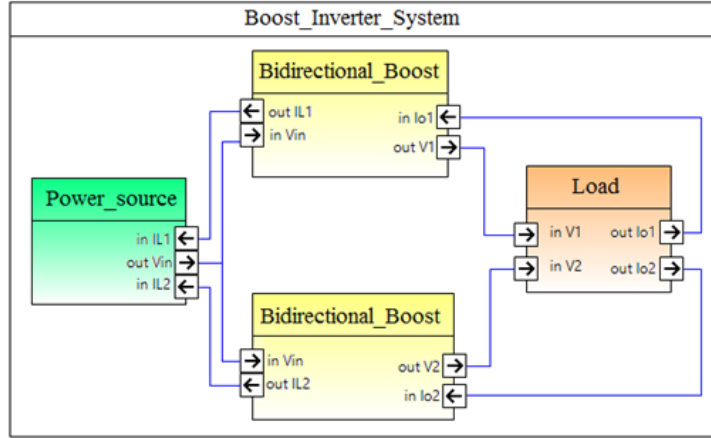 Boost_Inverter_System
Bidirectional_Boost
out IL1
in Vin
in Io1
out V1
Power_source
in IL1
out Vin
in IL2
Load
in V1
out Io1
in V2
out Io2
Bidirectional_Boost
in Vin
out IL2
out V2
in Io2